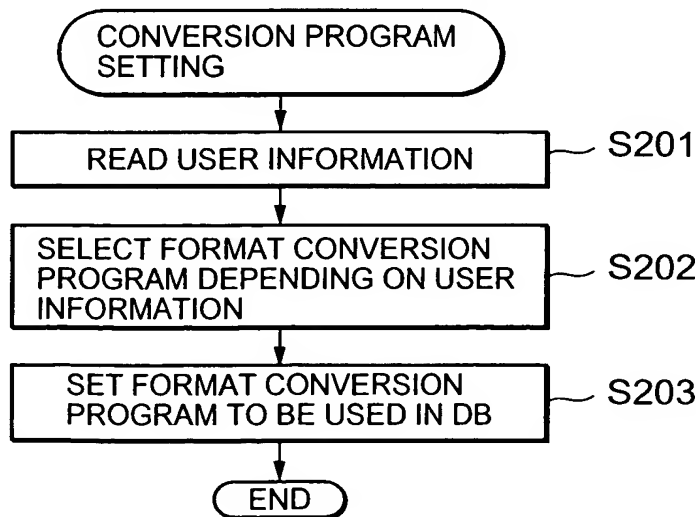 CONVERSION PROGRAM
SETTING
READ USER INFORMATION
S201
SELECT FORMAT CONVERSION
PROGRAM DEPENDING ON USER
INFORMATION
S202
SET FORMAT CONVERSION
PROGRAM TO BE USED IN DB
S203
END